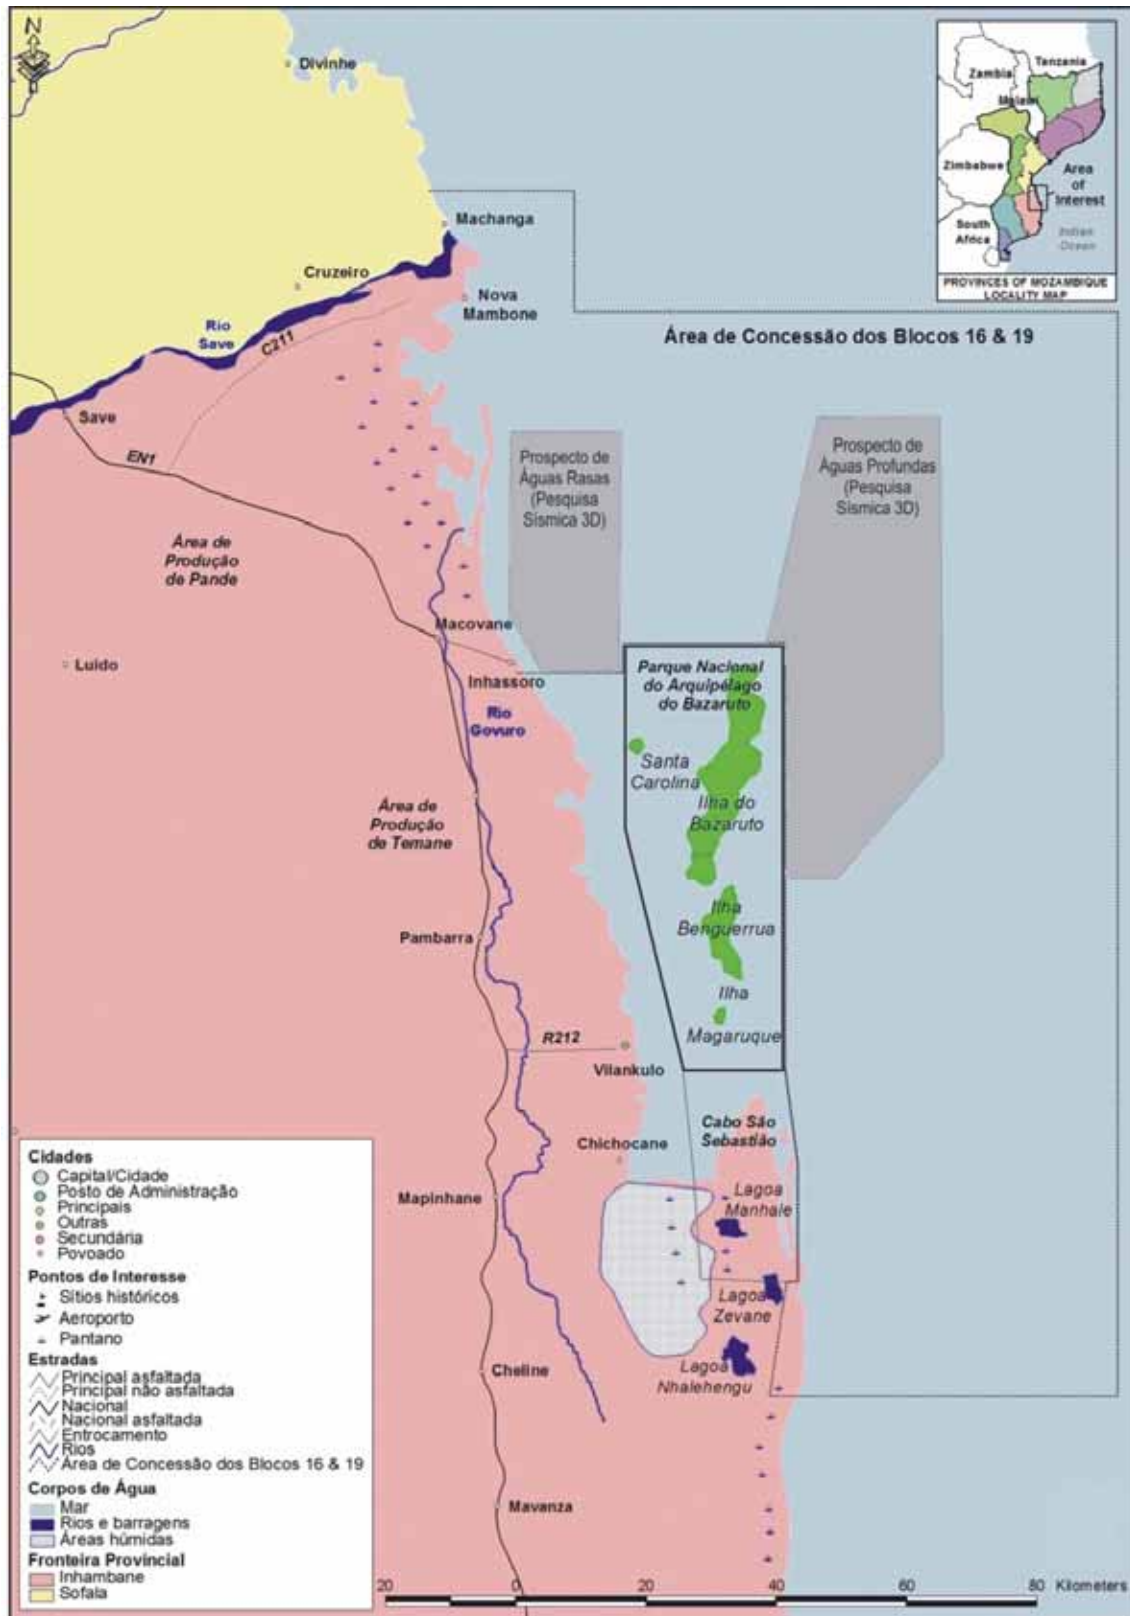 N
Divinhe
Zambia
Tanzania
Malawi
Zimbabwe
Area
of
Interest
South
Africa
Indian
Ocean
PROVINCES OF MOZAMBIQUE
LOCALITY MAP
Machanga
Cruzeiro
Nova
Mambone
Rio
Save
C211
Área de Concessão dos Blocos 16 & 19
Save
EN1
Prospecto de
Águas Rasas
(Pesquisa
Sísmica 3D)
Prospecto de
Águas Profundas
(Pesquisa
Sísmica 3D)
Área de
Produção
de Pande
Macovane
Luido
Inhassoro
Parque Nacional
do Arquipélago
do Bazaruto
Rio
Govuro
Santa
Carolina
Ilha do
Bazaruto
Área de
Produção
de Temane
Ilha
Benguerrua
Pambarra
Ilha
Magaruque
R212
Vilankulo
Cabo São
Sebastião
Chichocane
Mapinhane
Lagoa
Manhale
Lagoa
Zevane
Lagoa
Nhalehengu
Cheline
Mavanza
Cidades
Capital/Cidade
Posto de Administração
Principais
Outras
Secundária
Povoado
Pontos de Interesse
Sítios históricos
Aeroporto
Pantano
Estradas
Principal asfaltada
Principal não asfaltada
Nacional
Nacional asfaltada
Entrocamento
Rios
Área de Concessão dos Blocos 16 & 19
Corpos de Água
Mar
Rios e barragens
Áreas húmidas
Fronteira Provincial
Inhambane
Sofala
20 0 20 40 60 80 Kilometers